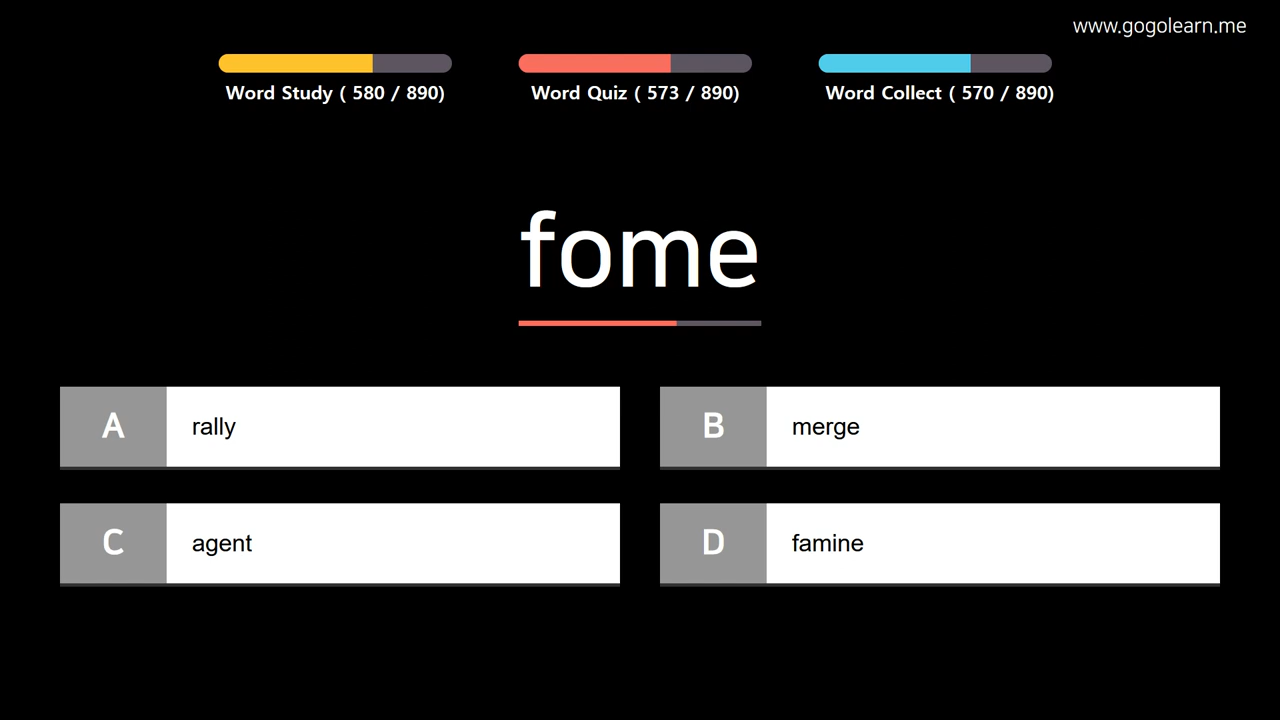 www.gogolearn.me
Word Study ( 580 / 890)
Word Quiz ( 573 / 890)
Word Collect ( 570 / 890)
fome
A rally
B merge
C agent
D famine